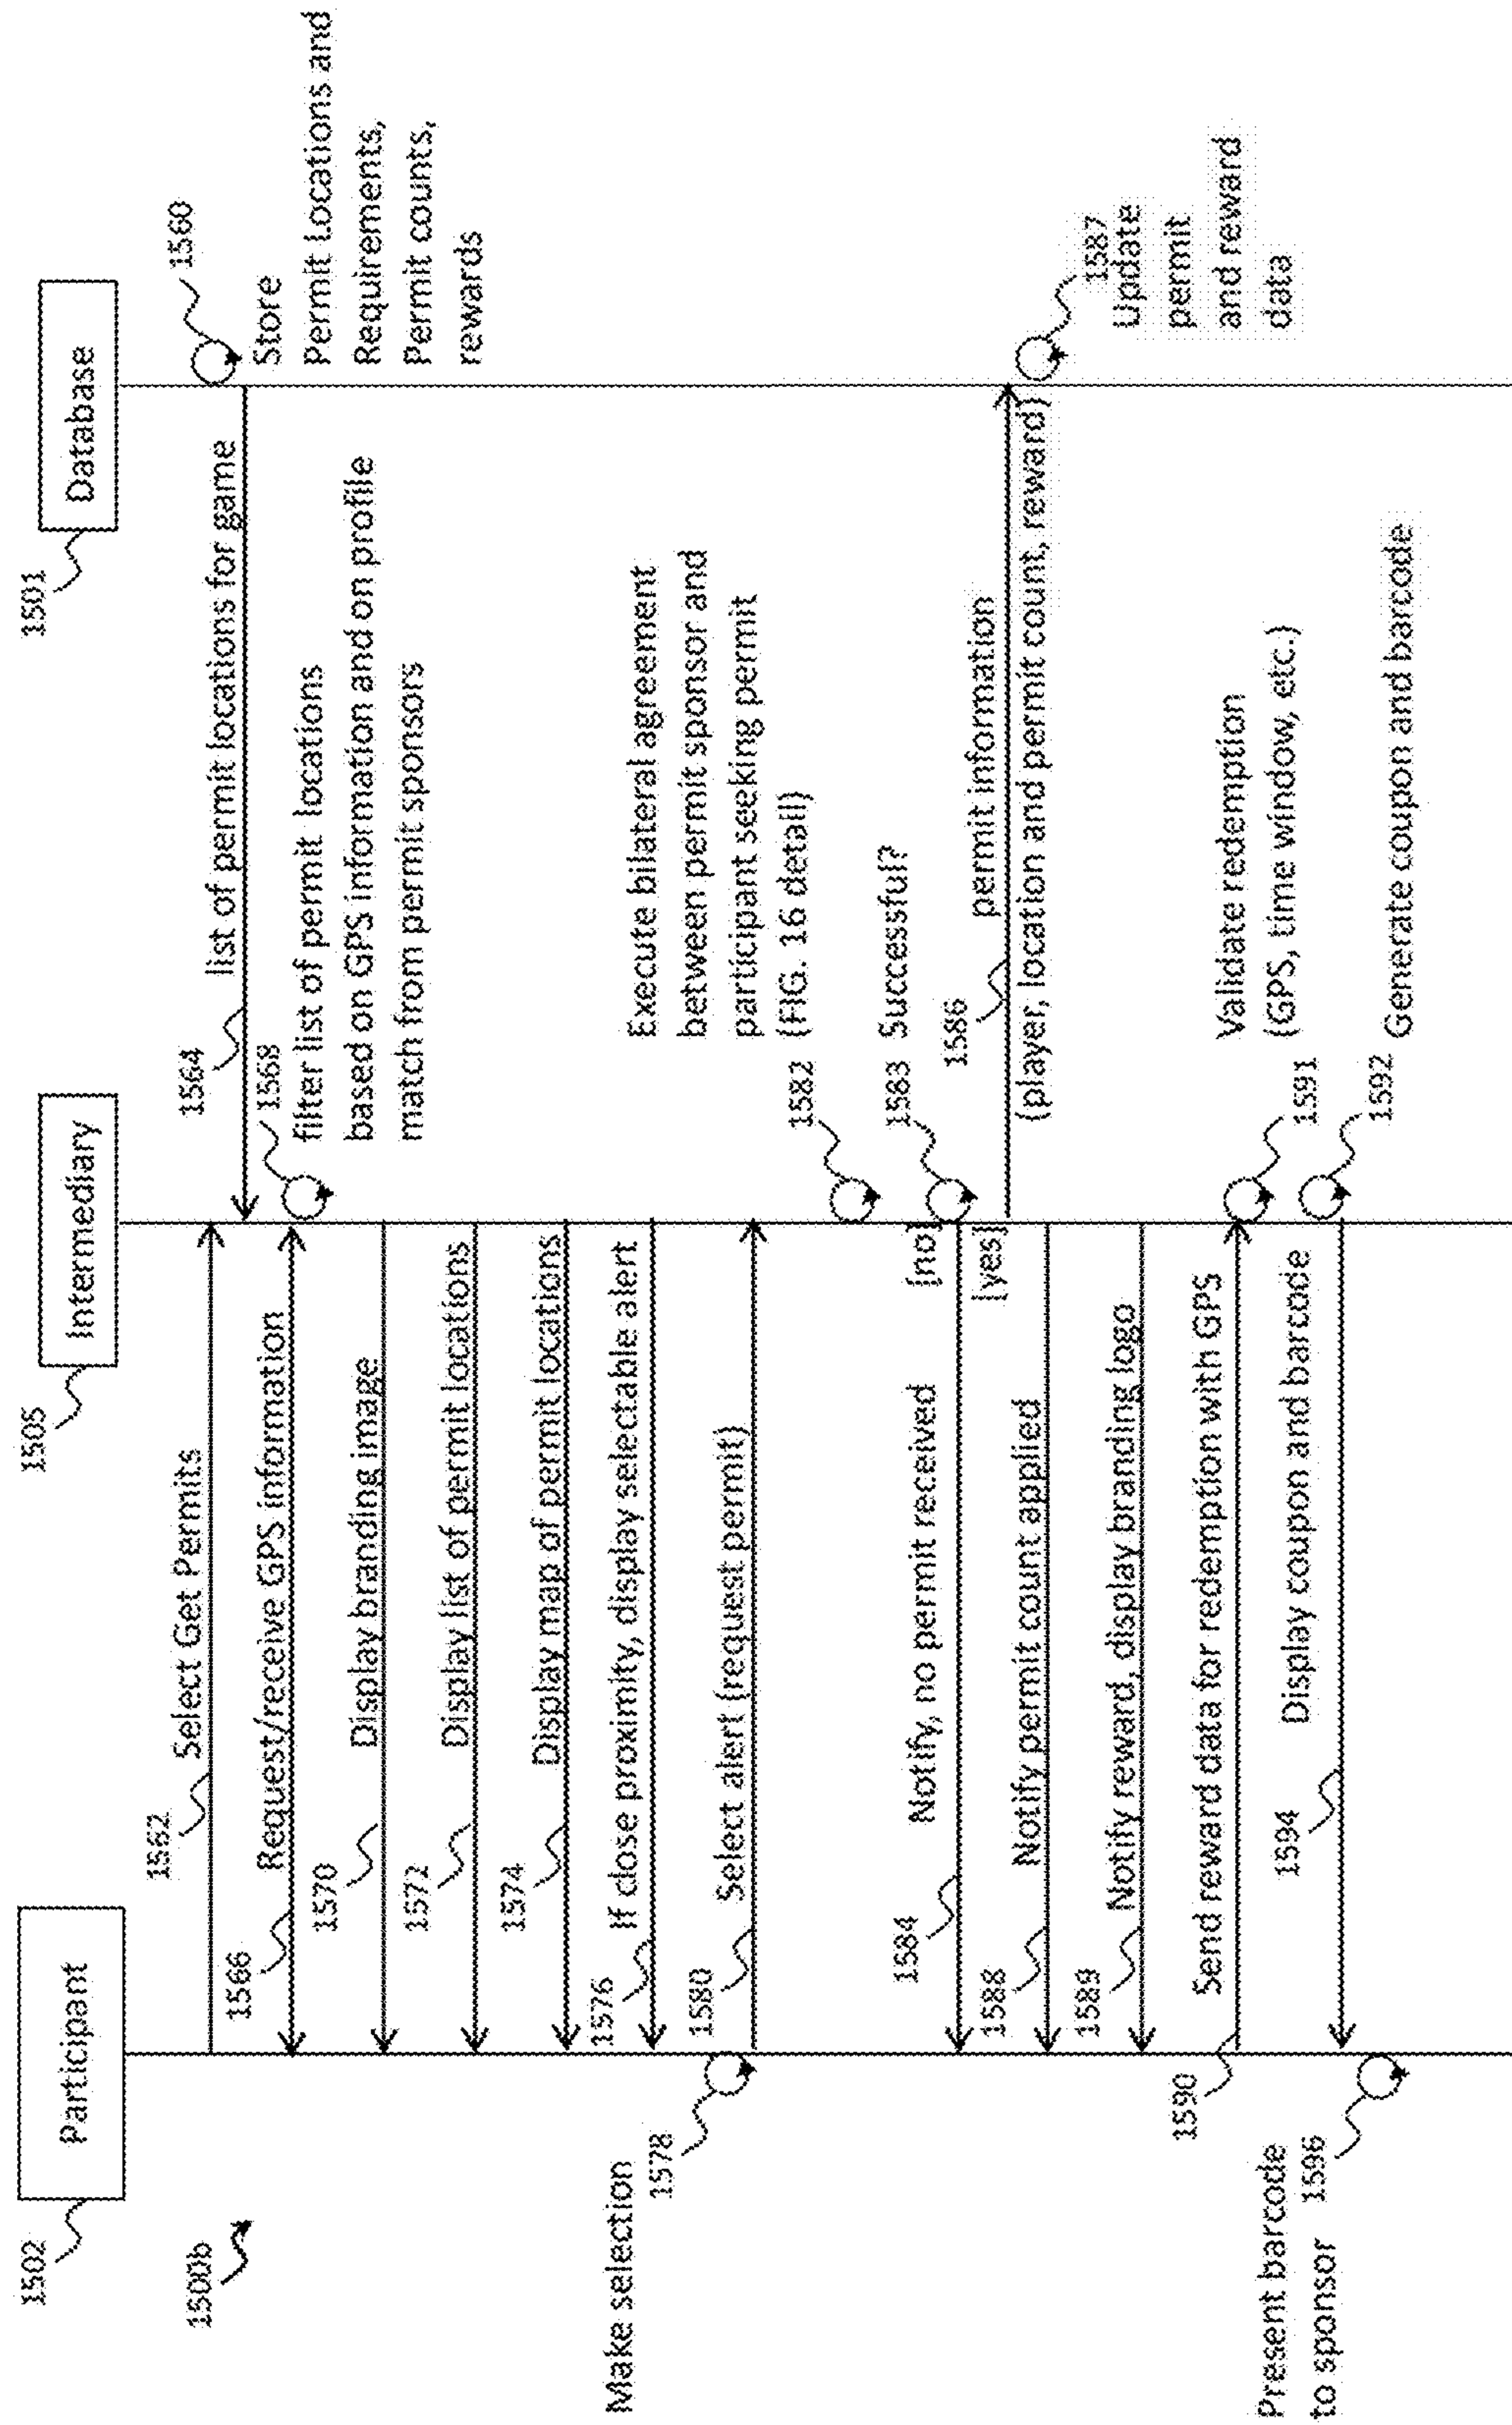 1502
Participant
1505
Intermediary
1501
Database
1500b
1560
Store
Permit Locations and
Requirements,
Permit counts,
rewards
1562
Select Get Permits
1564
list of permit locations for game
1566
Request/receive GPS information
1568
filter list of permit locations
based on GPS information and on profile
match from permit sponsors
1570
Display branding image
1572
Display list of permit locations
1574
Display map of permit locations
1576
If close proximity, display selectable alert
Make selection
1578
1580
Select alert (request permit)
Execute bilateral agreement
between permit sponsor and
participant seeking permit
(FIG. 16 detail)
1582
1583
Successful?
[no]
1584
Notify, no permit received
[yes]
1586
permit information
(player, location and permit count, reward)
1587
Update
permit
and reward
data
1588
Notify permit count applied
1589
Notify reward, display branding logo
1590
Send reward data for redemption with GPS
Validate redemption
(GPS, time window, etc.)
1591
1592
Generate coupon and barcode
1594
Display coupon and barcode
Present barcode
to sponsor
1596